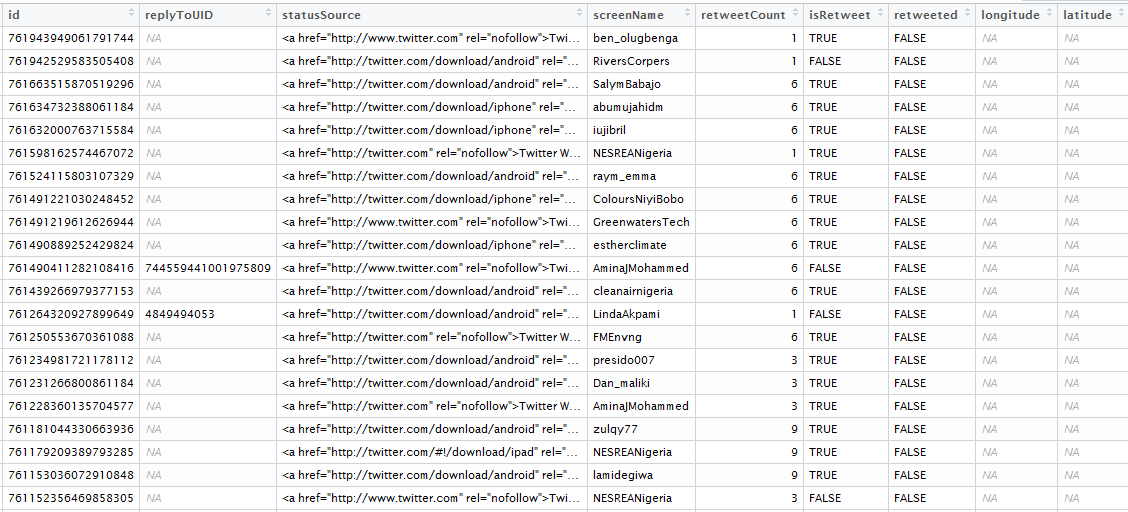 id replyToUID statusSource screenName retweetCount isRetweet retweeted longitude latitude
761943949061791744 NA <a href="http://www.twitter.com" rel="nofollow">Twi... ben_olugbenga 1 TRUE FALSE NA NA
761942529583505408 NA <a href="http://twitter.com/download/android" rel="... RiversCorpers 1 FALSE FALSE NA NA
761663515870519296 NA <a href="http://twitter.com/download/android" rel="... SalymBabajo 6 TRUE FALSE NA NA
761634732388061184 NA <a href="http://twitter.com/download/iphone" rel="... abumujahidm 6 TRUE FALSE NA NA
761632000763715584 NA <a href="http://twitter.com/download/iphone" rel="... iujibril 6 TRUE FALSE NA NA
761598162574467072 NA <a href="http://twitter.com" rel="nofollow">Twitter W... NESREANigeria 1 TRUE FALSE NA NA
761524115803107329 NA <a href="http://twitter.com/download/android" rel="... raym_emma 6 TRUE FALSE NA NA
761491221030248452 NA <a href="http://twitter.com/download/iphone" rel="... ColoursNiyiBobo 6 TRUE FALSE NA NA
761491219612626944 NA <a href="http://www.twitter.com" rel="nofollow">Twi... GreenwatersTech 6 TRUE FALSE NA NA
761490889252429824 NA <a href="http://twitter.com/download/iphone" rel="... estherclimate 6 TRUE FALSE NA NA
761490411282108416 744559441001975809 <a href="http://www.twitter.com" rel="nofollow">Twi... AminaJMohammed 6 FALSE FALSE NA NA
761439266979377153 NA <a href="http://twitter.com/download/android" rel="... cleanairnigeria 6 TRUE FALSE NA NA
761264320927899649 4849494053 <a href="http://twitter.com/download/android" rel="... LindaAkpami 1 FALSE FALSE NA NA
761250553670361088 NA <a href="http://twitter.com" rel="nofollow">Twitter W... FMEnvng 6 TRUE FALSE NA NA
761234981721178112 NA <a href="http://twitter.com/download/android" rel="... presido007 3 TRUE FALSE NA NA
761231266800861184 NA <a href="http://twitter.com/download/android" rel="... Dan_maliki 3 TRUE FALSE NA NA
761228360135704577 NA <a href="http://twitter.com" rel="nofollow">Twitter W... AminaJMohammed 3 TRUE FALSE NA NA
761181044330663936 NA <a href="http://twitter.com/download/android" rel="... zulqy77 9 TRUE FALSE NA NA
761179209389793285 NA <a href="http://twitter.com/#!/download/ipad" rel="... NESREANigeria 9 TRUE FALSE NA NA
761153036072910848 NA <a href="http://twitter.com/download/android" rel="... lamidegiwa 9 TRUE FALSE NA NA
761152356469858305 NA <a href="http://www.twitter.com" rel="nofollow">Twi... NESREANigeria 3 FALSE FALSE NA NA